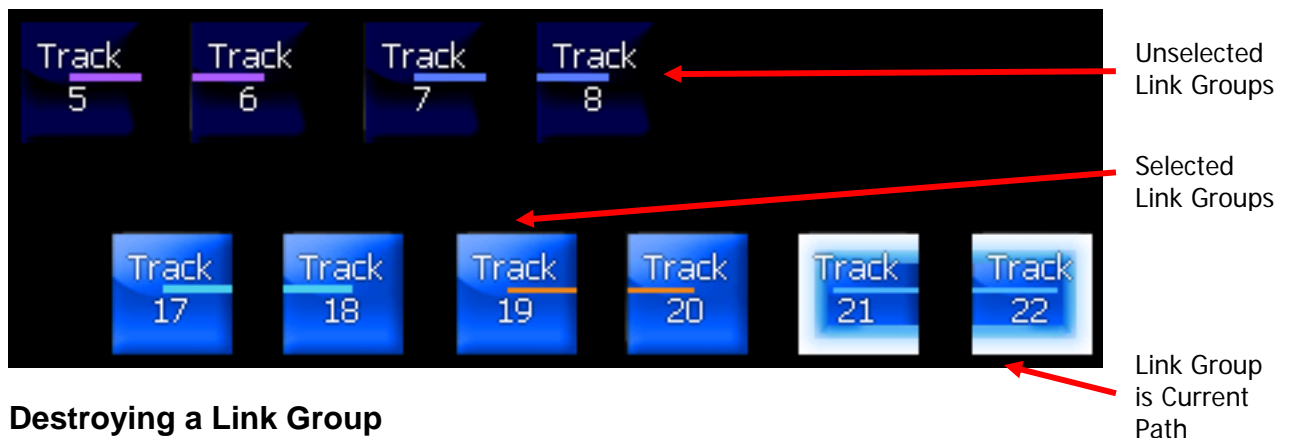 Track Track Track Track
5 6 7 8
Unselected
Link Groups
Selected
Link Groups
Track Track Track Track Track Track
17 18 19 20 21 22
Link Group
is Current
Path
Destroying a Link Group